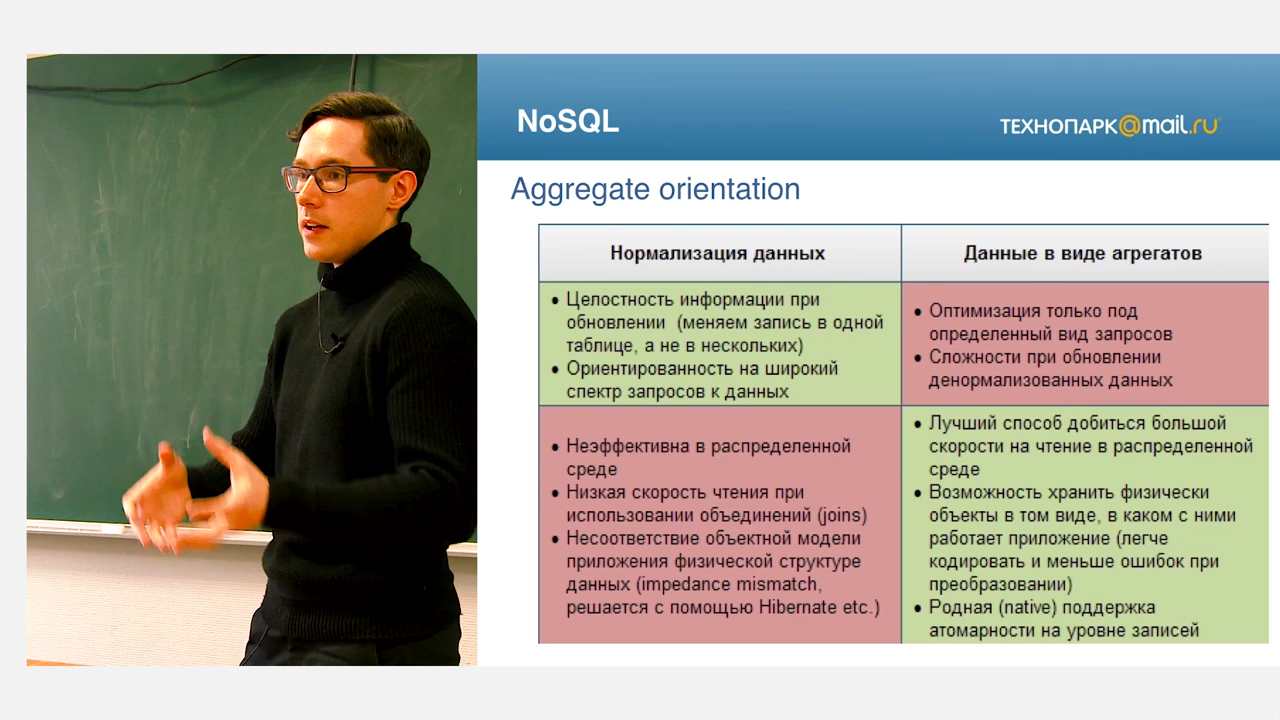 NoSQL
ТЕХНОПАРК@mail.ru
Aggregate orientation
Нормализация данных
Данные в виде агрегатов
• Целостность информации при
обновлении (меняем запись в одной
таблице, а не в нескольких)
• Ориентированность на широкий
спектр запросов к данных
• Оптимизация только под
определенный вид запросов
• Сложности при обновлении
денормализованных данных
• Неэффективна в распределенной
среде
• Низкая скорость чтения при
использовании объединений (joins)
• Несоответствие объектной модели
приложения физической структуре
данных (impedance mismatch,
решается с помощью Hibernate etc.)
• Лучший способ добиться большой
скорости на чтение в распределенной
среде
• Возможность хранить физически
объекты в том виде, в каком с ними
работает приложение (легче
кодировать и меньше ошибок при
преобразовании)
• Родная (native) поддержка
атомарности на уровне записей